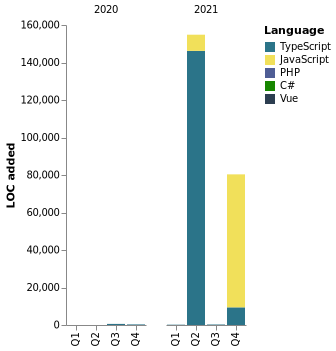 2020 2021
Language
TypeScript
JavaScript
PHP
C#
Vue
LOC added
160,000
140,000
120,000
100,000
80,000
60,000
40,000
20,000
0
Q1 Q2 Q3 Q4 Q1 Q2 Q3 Q4